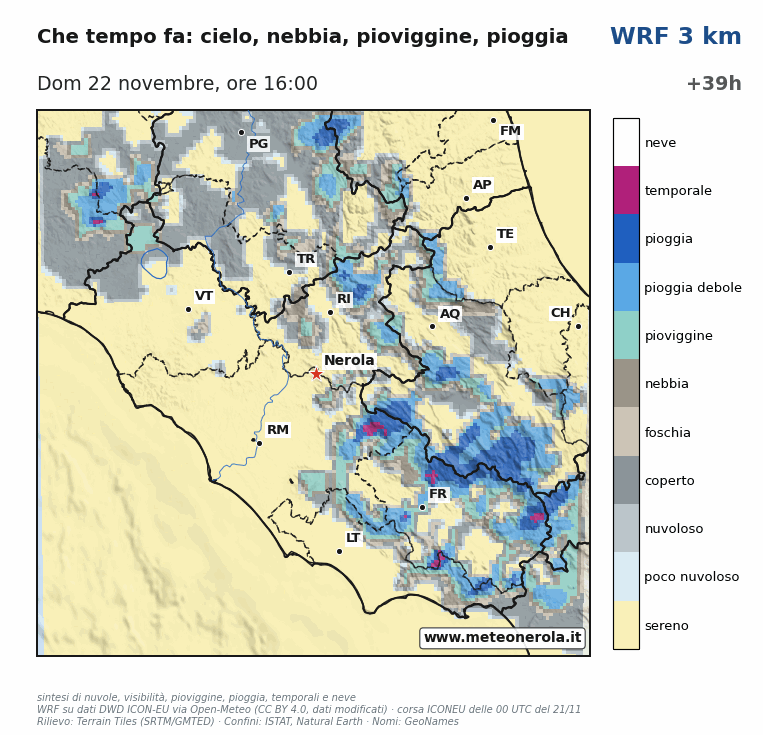 Che tempo fa: cielo, nebbia, pioviggine, pioggia
WRF 3 km
Dom 22 novembre, ore 16:00
+39h
FM
PG
AP
TE
TR
VT
RI
AQ
CH
Nerola
RM
FR
LT
www.meteonerola.it
neve
temporale
pioggia
pioggia debole
pioviggine
nebbia
foschia
coperto
nuvoloso
poco nuvoloso
sereno
sintesi di nuvole, visibilità, pioviggine, pioggia, temporali e neve
WRF su dati DWD ICON-EU via Open-Meteo (CC BY 4.0, dati modificati) · corsa ICONEU delle 00 UTC del 21/11
Rilievo: Terrain Tiles (SRTM/GMTED) · Confini: ISTAT, Natural Earth · Nomi: GeoNames